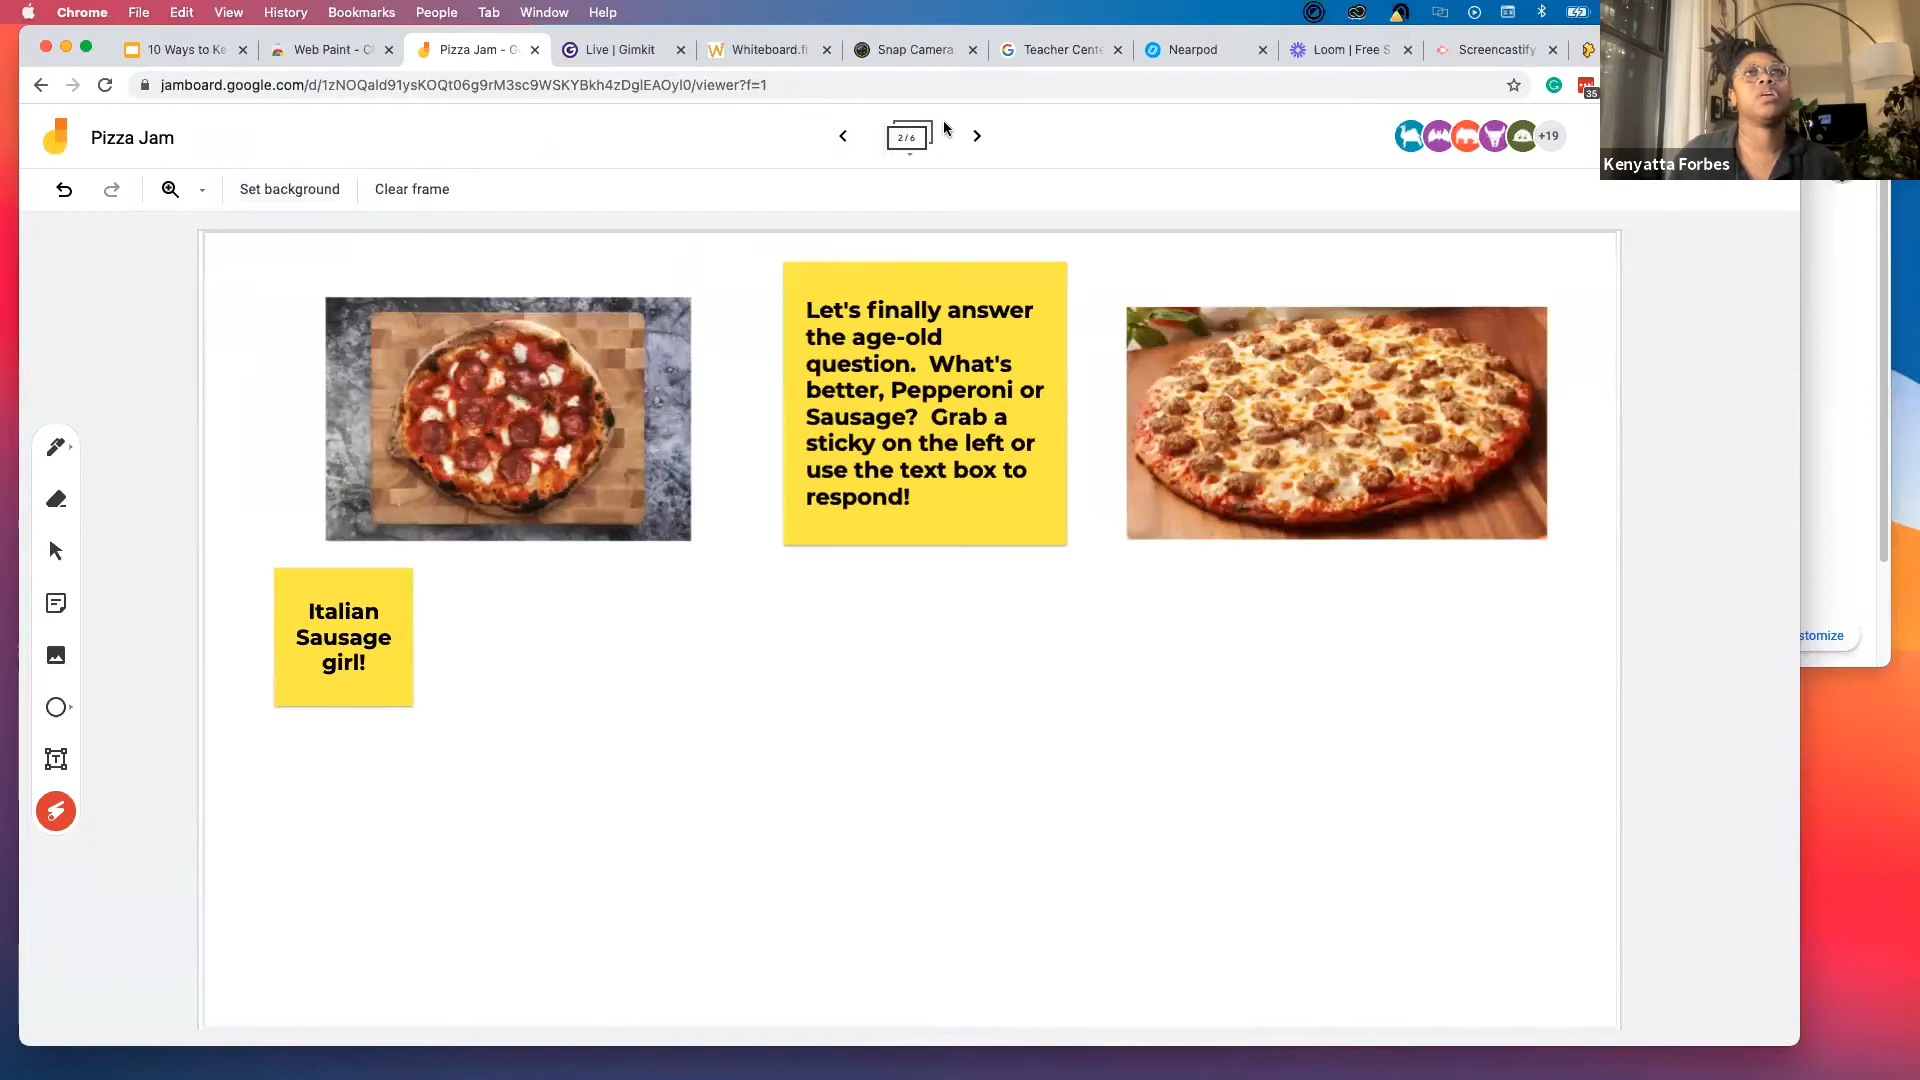 Chrome File Edit View History Bookmarks People Tab Window Help
10 Ways to Ke
Web Paint - C
Pizza Jam - G
Live | Gimkit
Whiteboard.fi
Snap Camera
Teacher Cente
Nearpod
Loom | Free S
Screencastify
jamboard.google.com/d/1zNOQald91ysKOQt06g9rM3sc9WSKYBkh4zDglEAOyl0/viewer?f=1
35
Pizza Jam
2 / 6
+19
Kenyatta Forbes
Set background
Clear frame
Let's finally answer
the age-old
question. What's
better, Pepperoni or
Sausage? Grab a
sticky on the left or
use the text box to
respond!
Italian
Sausage
girl!
stomize